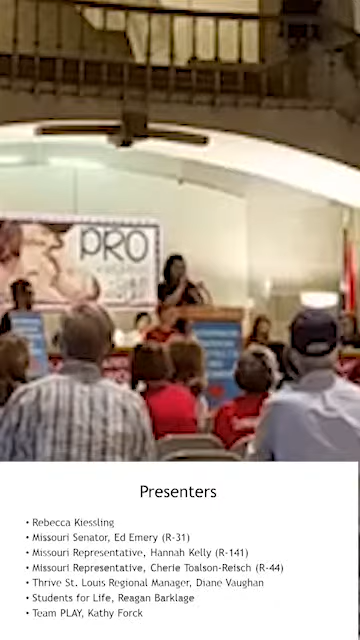 PRO
Presenters
• Rebecca Kiessling
• Missouri Senator, Ed Emery (R-31)
• Missouri Representative, Hannah Kelly (R-141)
• Missouri Representative, Cherie Toalson-Reisch (R-44)
• Thrive St. Louis Regional Manager, Diane Vaughan
• Students for Life, Reagan Barklage
• Team PLAY, Kathy Forck